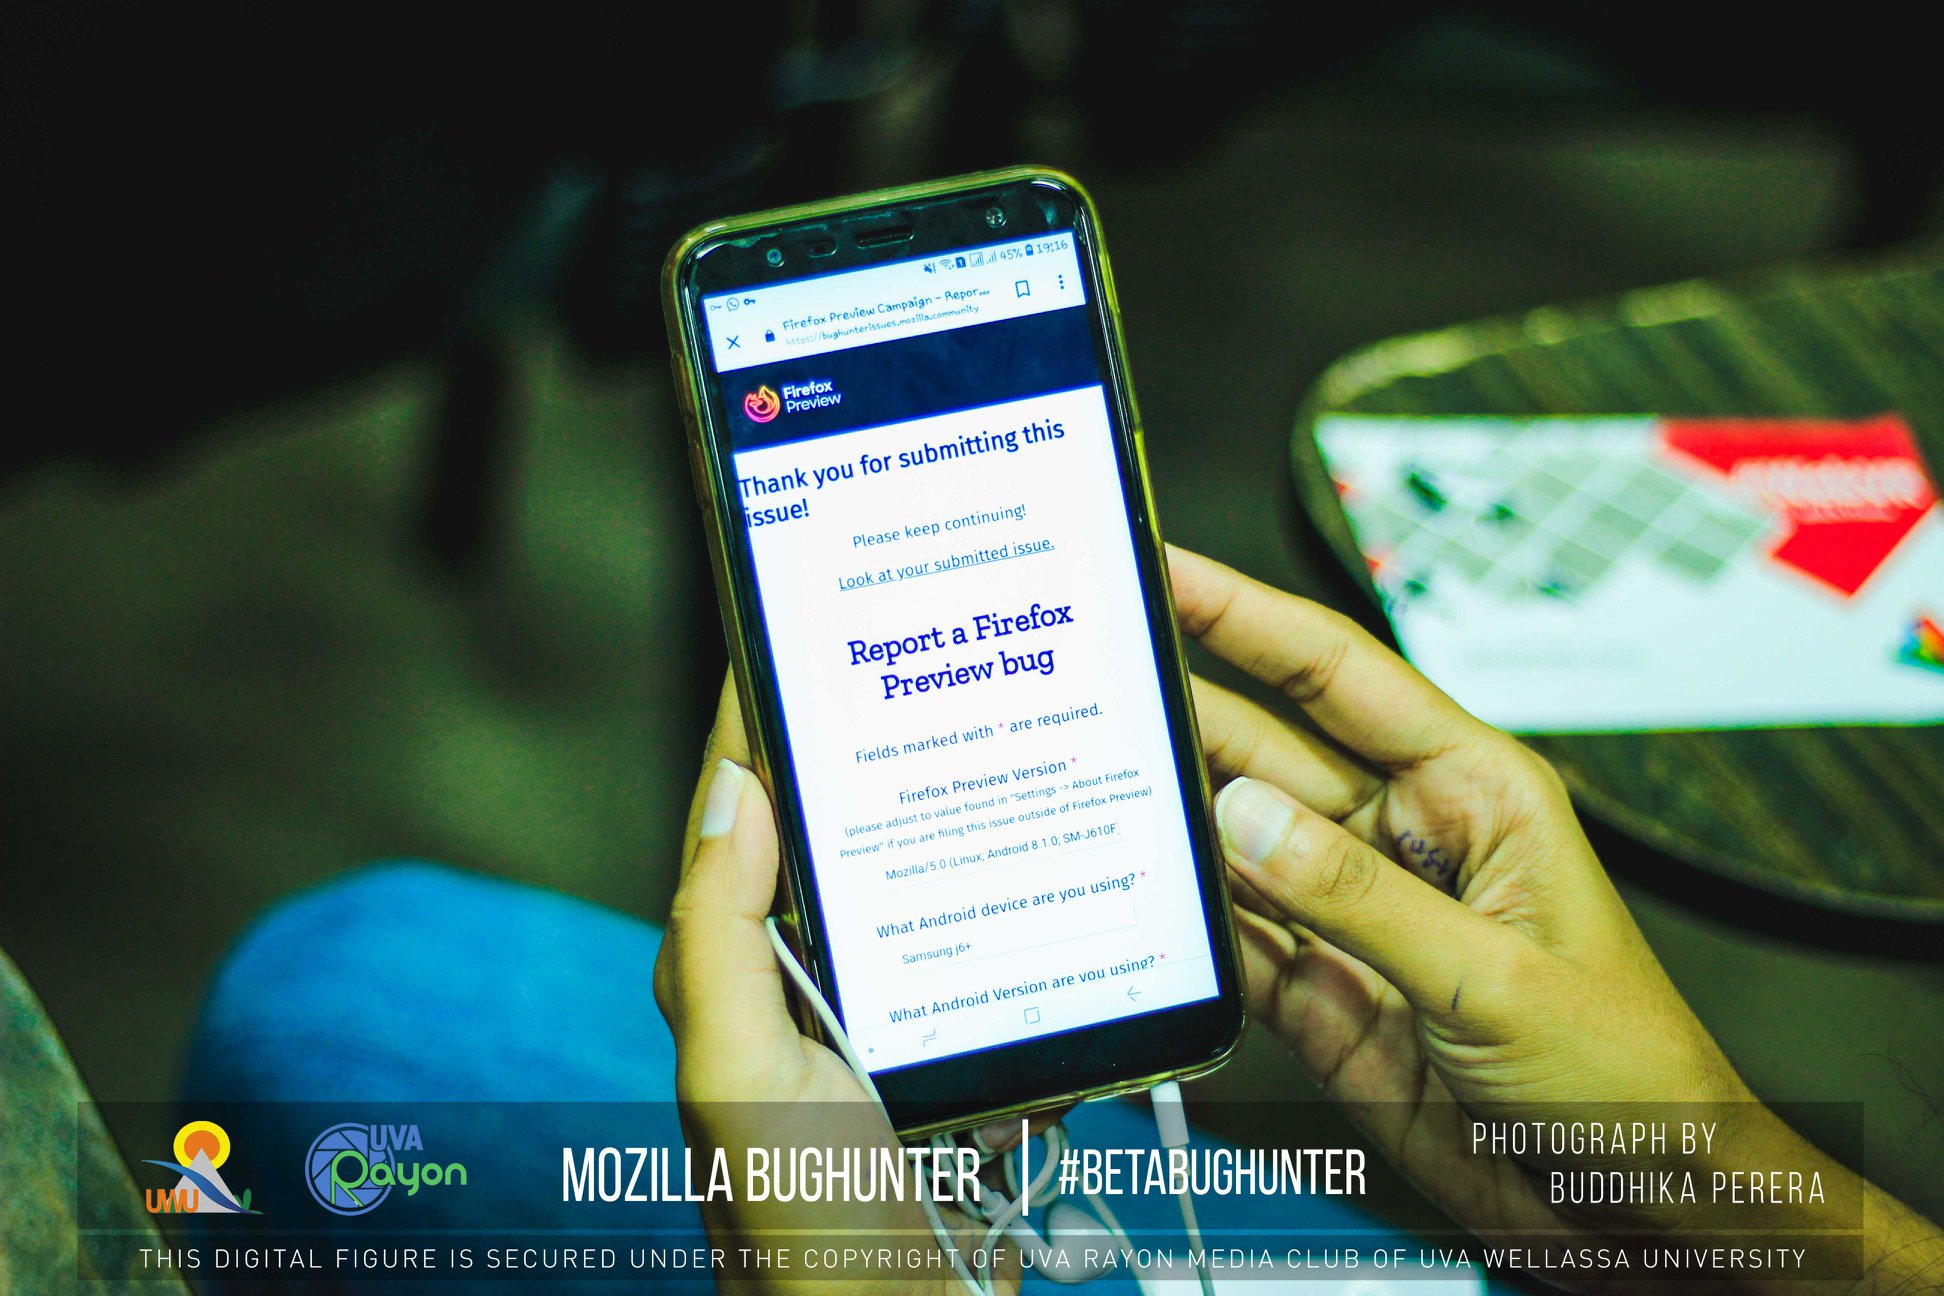 45% 19:16
Firefox Preview Campaign - Repor...
https://bughunterissues.mozilla.community
Firefox
Preview
Thank you for submitting this
issue!
Please keep continuing!
Look at your submitted issue.
Report a Firefox
Preview bug
Fields marked with * are required.
Firefox Preview Version *
(please adjust to value found in "Settings -> About Firefox
Preview" if you are filing this issue outside of Firefox Preview)
Mozilla/5.0 (Linux; Android 8.1.0; SM-J610F
What Android device are you using? *
Samsung j6+
What Android Version are you using? *
UWU
UVA
Rayon
MOZILLA BUGHUNTER | #BETABUGHUNTER
PHOTOGRAPH BY
BUDDHIKA PERERA
THIS DIGITAL FIGURE IS SECURED UNDER THE COPYRIGHT OF UVA RAYON MEDIA CLUB OF UVA WELLASSA UNIVERSITY